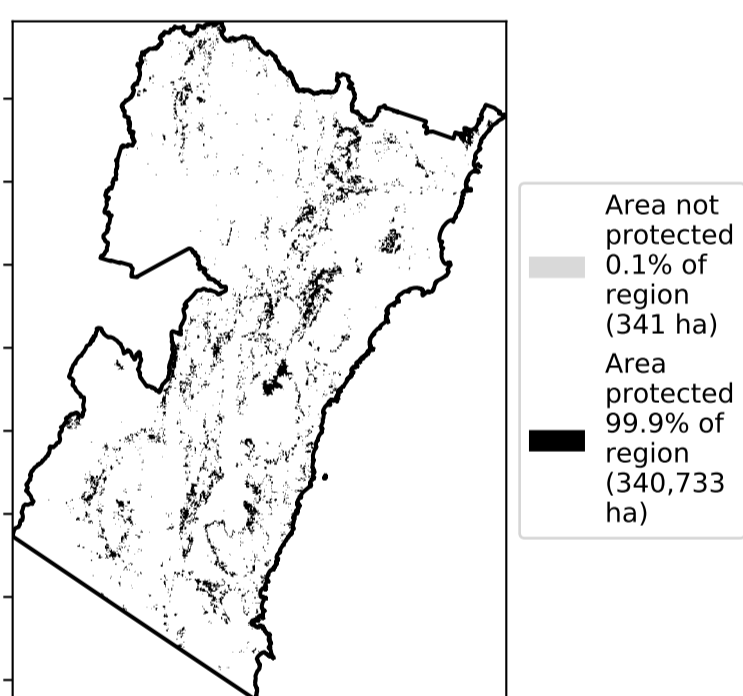 Area not
protected
0.1% of
region
(341 ha)
Area
protected
99.9% of
region
(340,733
ha)